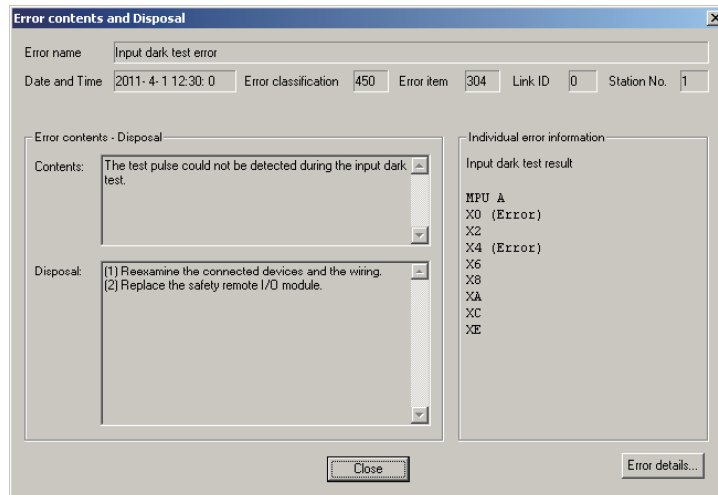 Error contents and Disposal
Error name Input dark test error
Date and Time 2011- 4- 1 12:30: 0 Error classification 450 Error item 304 Link ID 0 Station No. 1
Error contents - Disposal
Contents: The test pulse could not be detected during the input dark
test.
Disposal: (1) Reexamine the connected devices and the wiring.
(2) Replace the safety remote I/O module.
Individual error information
Input dark test result
MPU A
X0 (Error)
X2
X4 (Error)
X6
X8
XA
XC
XE
Close
Error details...